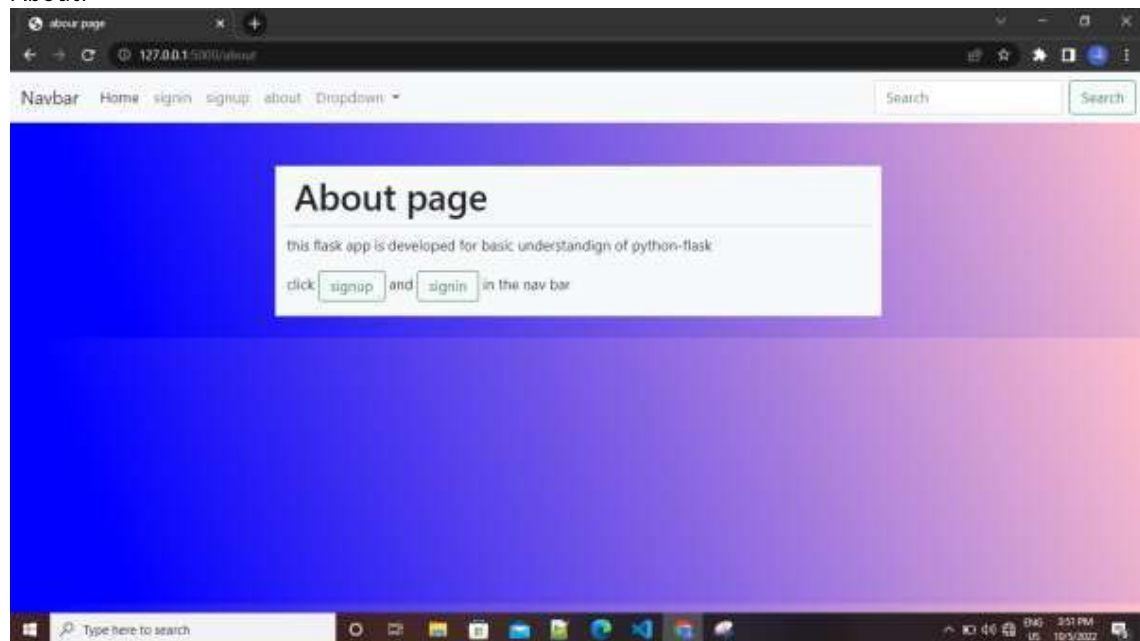 About:
abour page
127.0.0.1:5000/about
Navbar Home signin signup about Dropdown
Search Search
About page
this flask app is developed for basic understandign of python-flask
click signup and signin in the nav bar
Type here to search
ENG 3:51 PM
US 10/5/2022